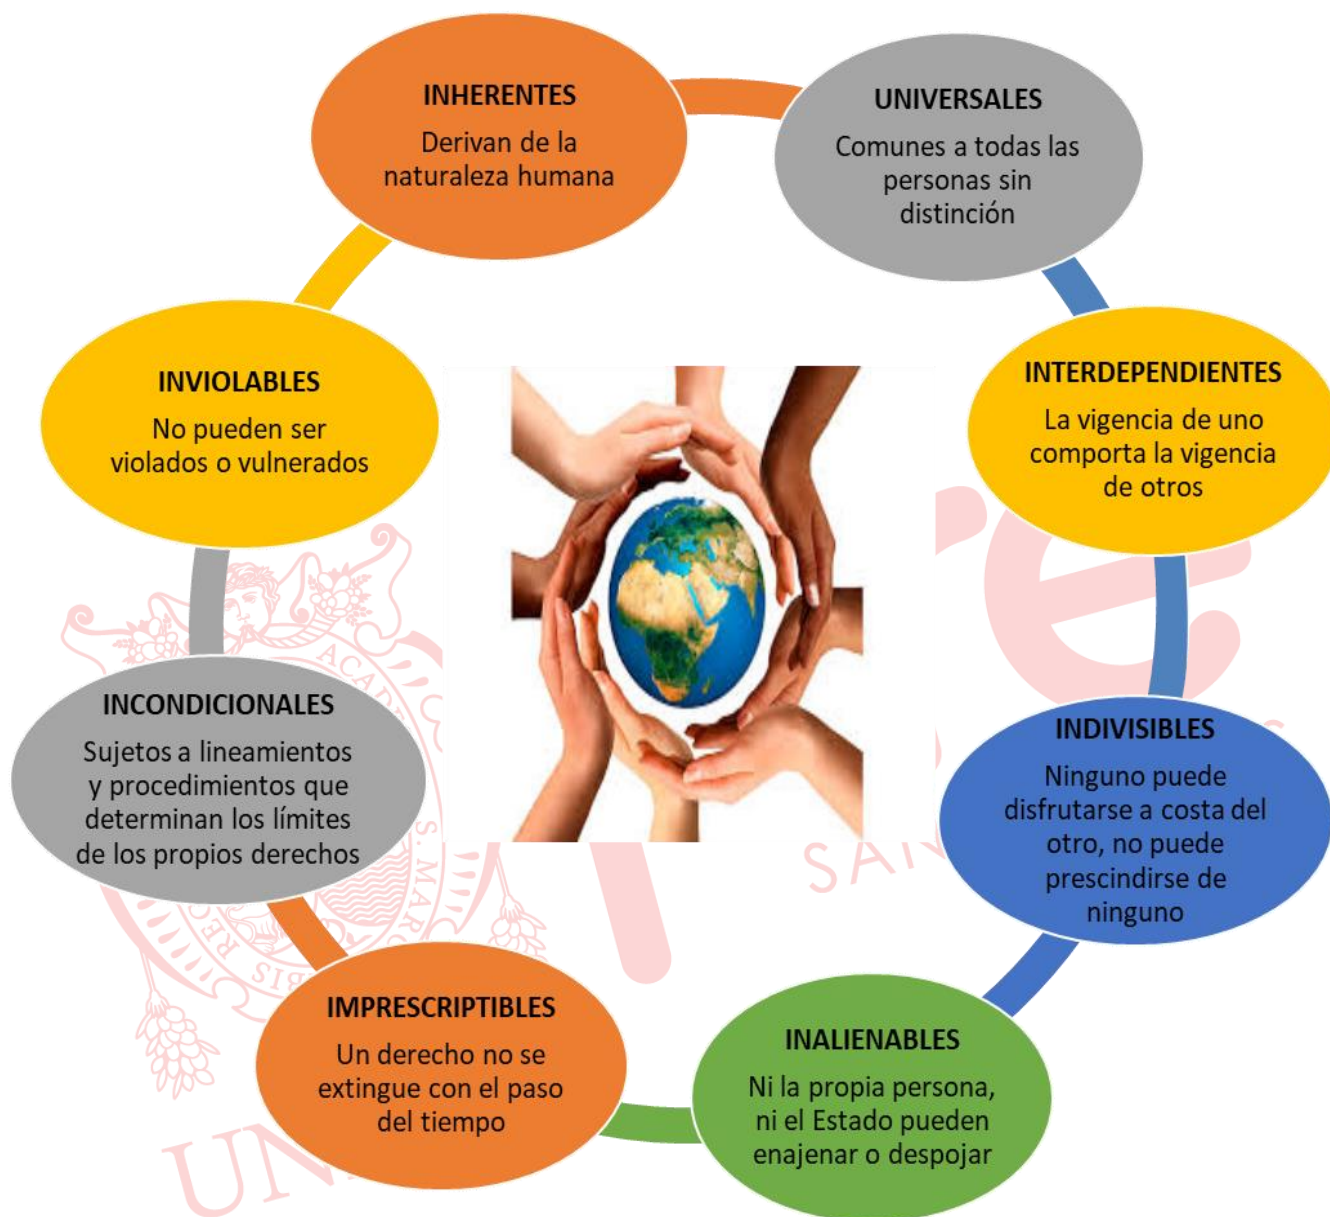 INHERENTES
Derivan de la
naturaleza humana
UNIVERSALES
Comunes a todas las
personas sin
distinción
INTERDEPENDIENTES
La vigencia de uno
comporta la vigencia
de otros
INDIVISIBLES
Ninguno puede
disfrutarse a costa del
otro, no puede
prescindirse de
ninguno
INALIENABLES
Ni la propia persona,
ni el Estado pueden
enajenar o despojar
IMPRESCRIPTIBLES
Un derecho no se
extingue con el paso
del tiempo
INCONDICIONALES
Sujetos a lineamientos
y procedimientos que
determinan los límites
de los propios derechos
INVIOLABLES
No pueden ser
violados o vulnerados